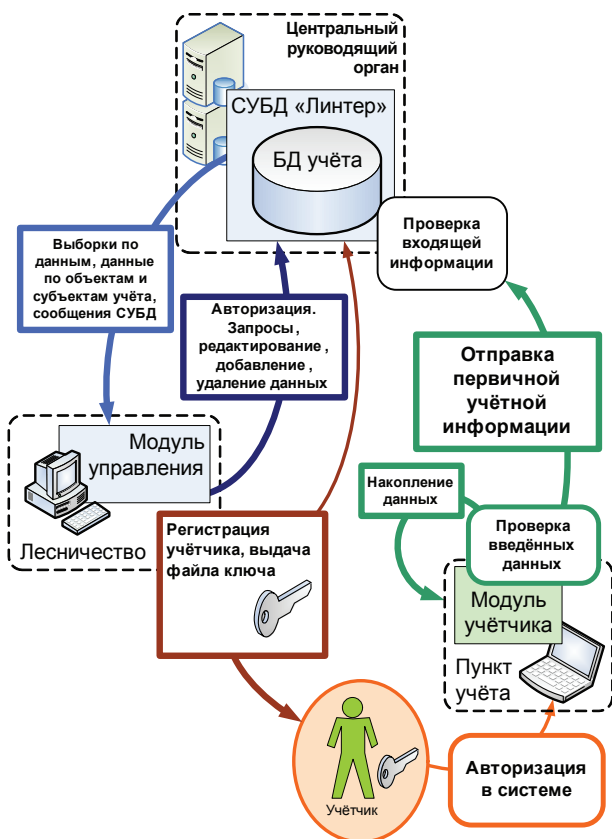 Центральный
руководящий
орган
СУБД «Линтер»
БД учёта
Проверка
входящей
информации
Выборки по
данным, данные
по объектам и
субъектам учёта,
сообщения СУБД
Авторизация.
Запросы,
редактирование ,
добавление ,
удаление данных
Отправка
первичной
учётной
информации
Модуль
управления
Лесничество
Накопление
данных
Проверка
введённых
данных
Регистрация
учётчика, выдача
файла ключа
Модуль
учётчика
Пункт
учёта
Учётчик
Авторизация
в системе